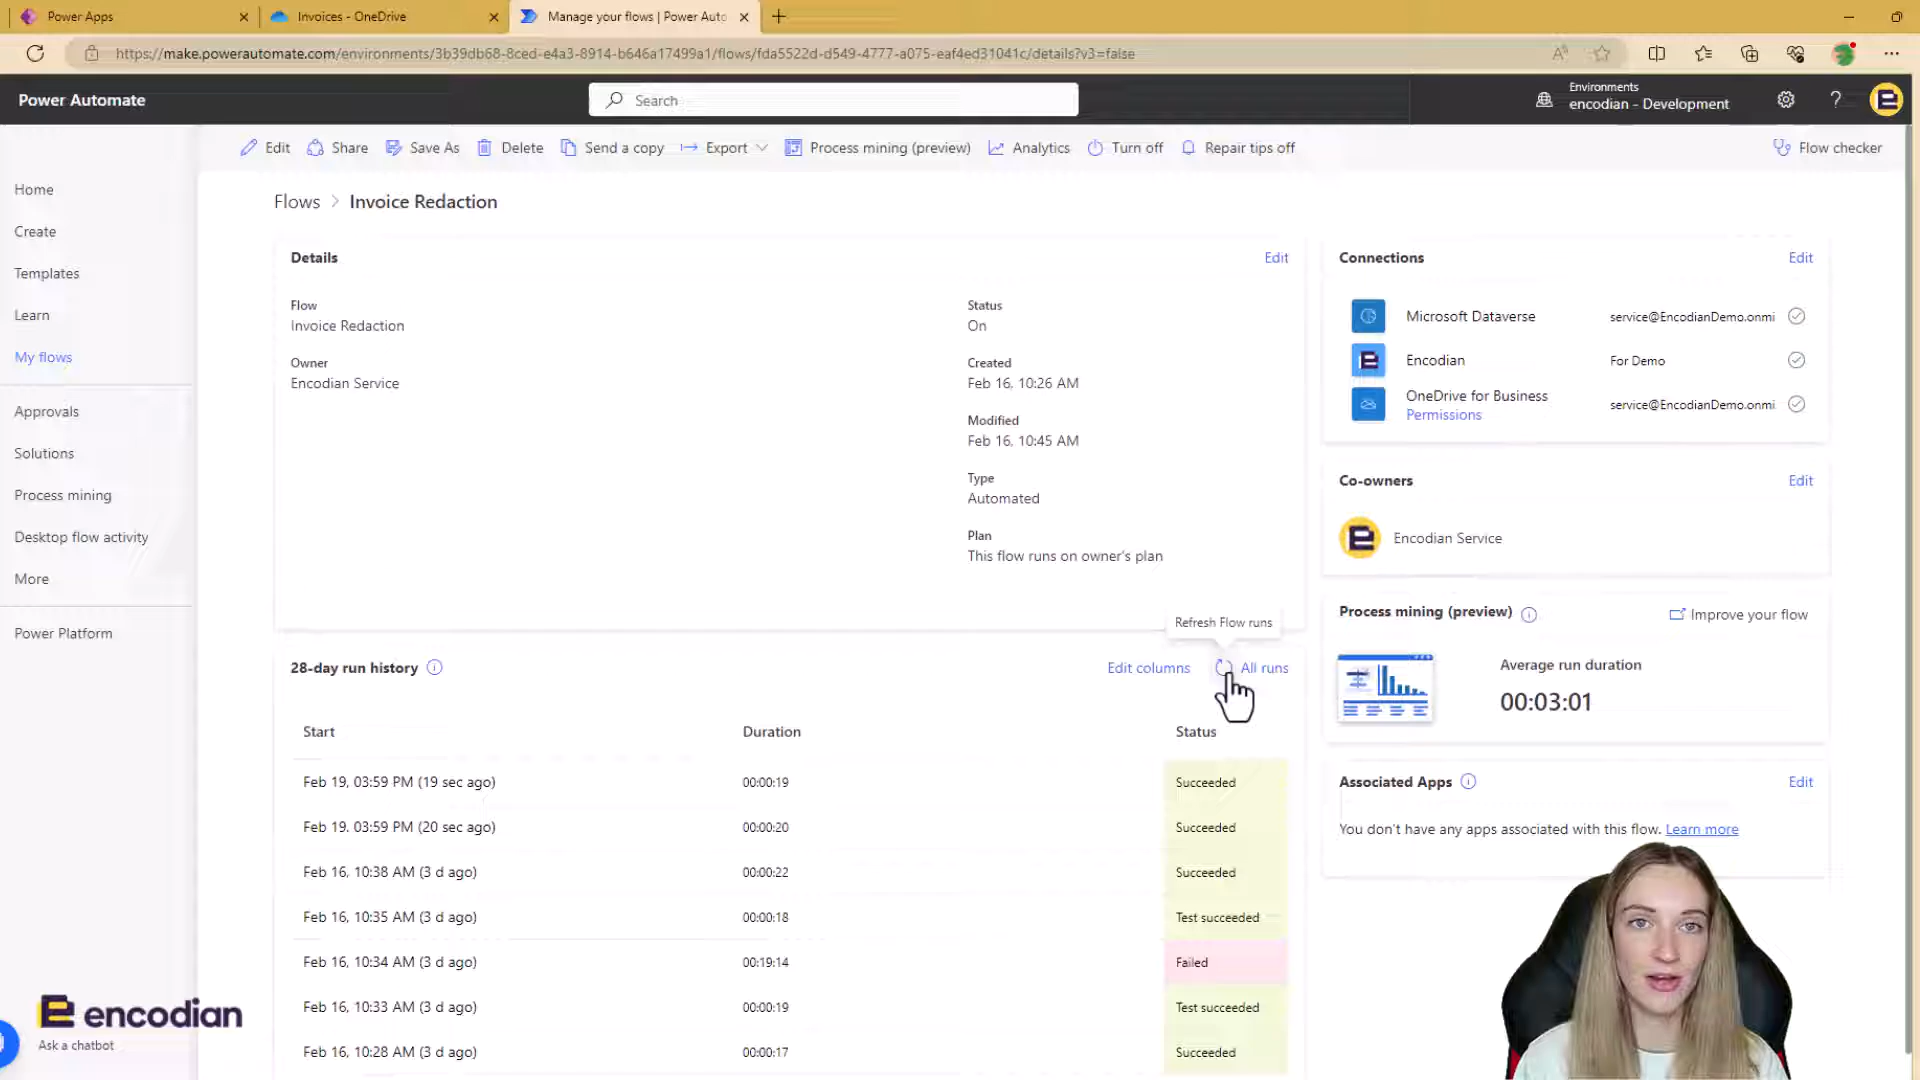 Power Apps
Invoices - OneDrive
Manage your flows | Power Auto
https://make.powerautomate.com/environments/3b39db68-8ced-e4a3-8914-b646a17499a1/flows/fda5522d-d549-4777-a075-eaf4ed31041c/details?v3=false
Power Automate
Search
Environments
encodian - Development
?
Edit Share Save As Delete Send a copy Export Process mining (preview) Analytics Turn off Repair tips off Flow checker
Home
Create
Templates
Learn
My flows
Approvals
Solutions
Process mining
Desktop flow activity
More
Power Platform
Flows > Invoice Redaction
Details Edit
Flow
Invoice Redaction
Owner
Encodian Service
Status
On
Created
Feb 16, 10:26 AM
Modified
Feb 16, 10:45 AM
Type
Automated
Plan
This flow runs on owner's plan
Refresh Flow runs
28-day run history Edit columns All runs
Start Duration Status
Feb 19, 03:59 PM (19 sec ago) 00:00:19 Succeeded
Feb 19, 03:59 PM (20 sec ago) 00:00:20 Succeeded
Feb 16, 10:38 AM (3 d ago) 00:00:22 Succeeded
Feb 16, 10:35 AM (3 d ago) 00:00:18 Test succeeded
Feb 16, 10:34 AM (3 d ago) 00:19:14 Failed
Feb 16, 10:33 AM (3 d ago) 00:00:19 Test succeeded
Feb 16, 10:28 AM (3 d ago) 00:00:17 Succeeded
Connections Edit
Microsoft Dataverse service@EncodianDemo.onmi
Encodian For Demo
OneDrive for Business
Permissions service@EncodianDemo.onmi
Co-owners Edit
Encodian Service
Process mining (preview) Improve your flow
Average run duration
00:03:01
Associated Apps Edit
You don't have any apps associated with this flow. Learn more
encodian
Ask a chatbot